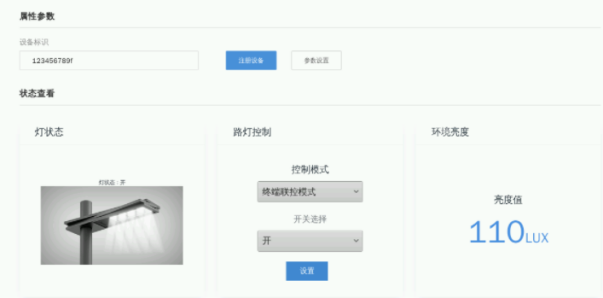 属性参数
设备标识
123456789f
注册设备
参数设置
状态查看
灯状态
路灯控制
环境亮度
灯状态：开
控制模式
终端联控模式
开关选择
开
设置
亮度值
110LUX